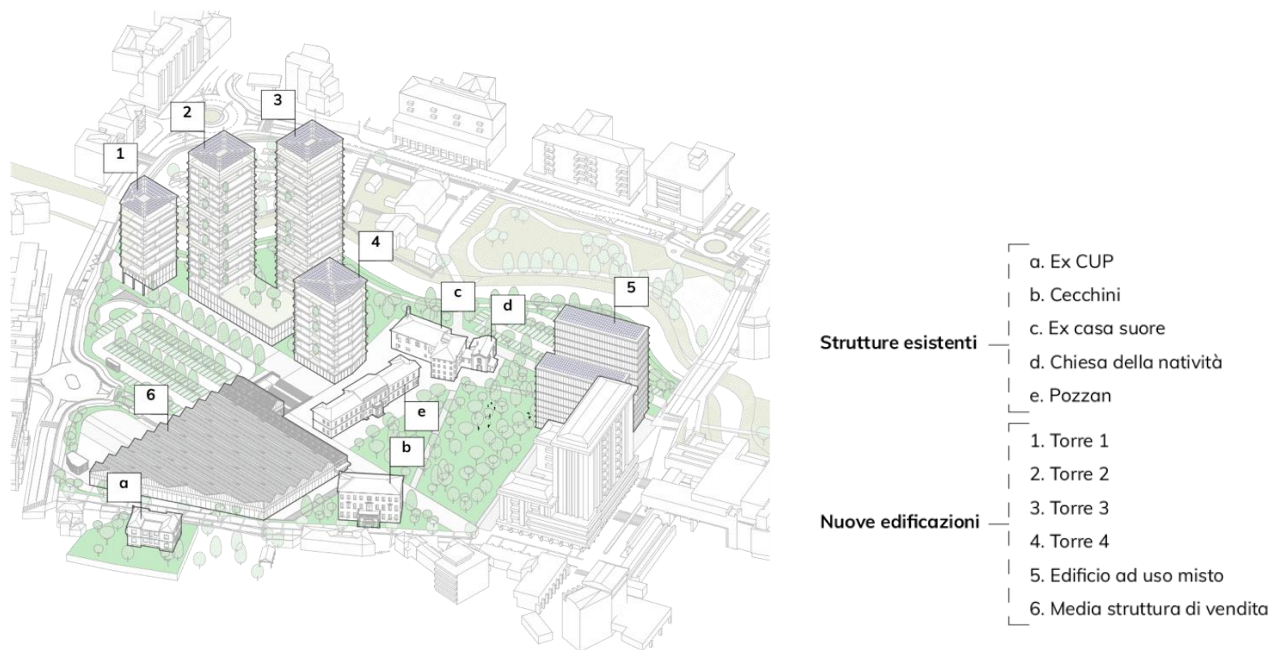 3
2
1
4
c
d
5
6
e
b
a
a. Ex CUP
b. Cecchini
Strutture esistenti
c. Ex casa suore
d. Chiesa della natività
e. Pozzan
1. Torre 1
2. Torre 2
3. Torre 3
Nuove edificazioni
4. Torre 4
5. Edificio ad uso misto
6. Media struttura di vendita